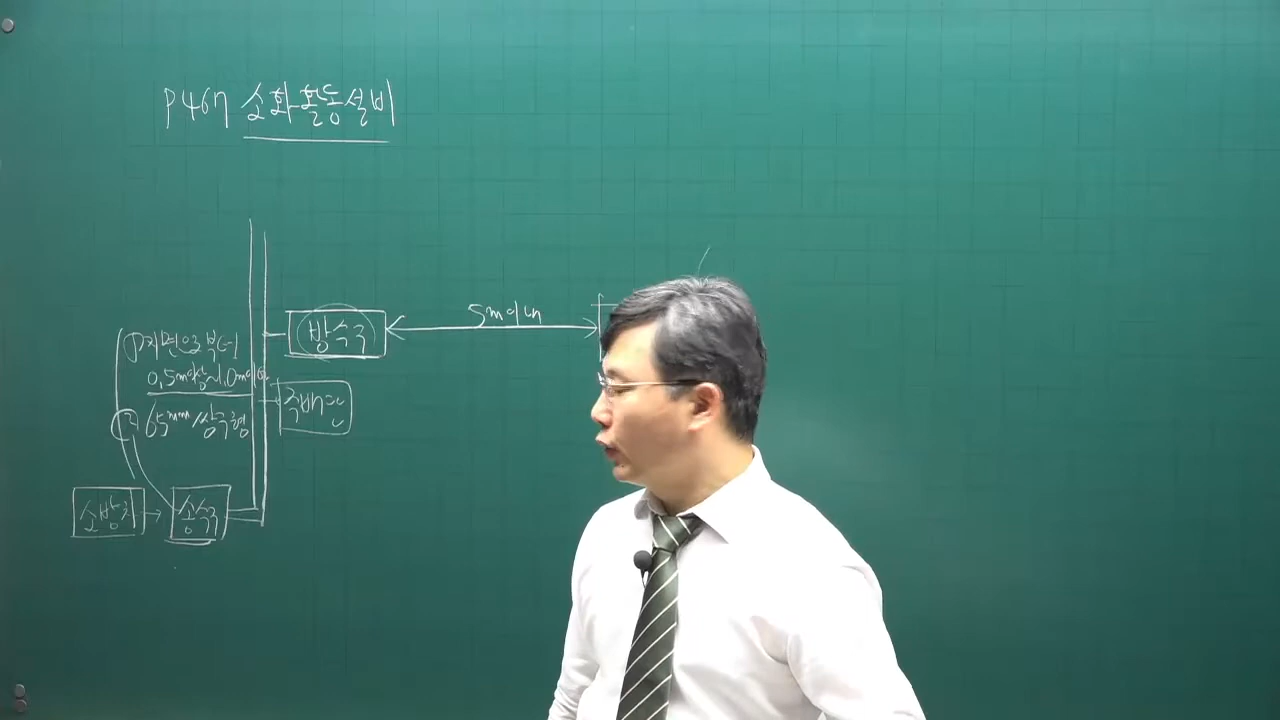 P467 소화활동설비
5m이내
방수구
① 지면으로부터
0.5m이상~1.0m이하
② 65mm 쌍구형
소방차
송수구